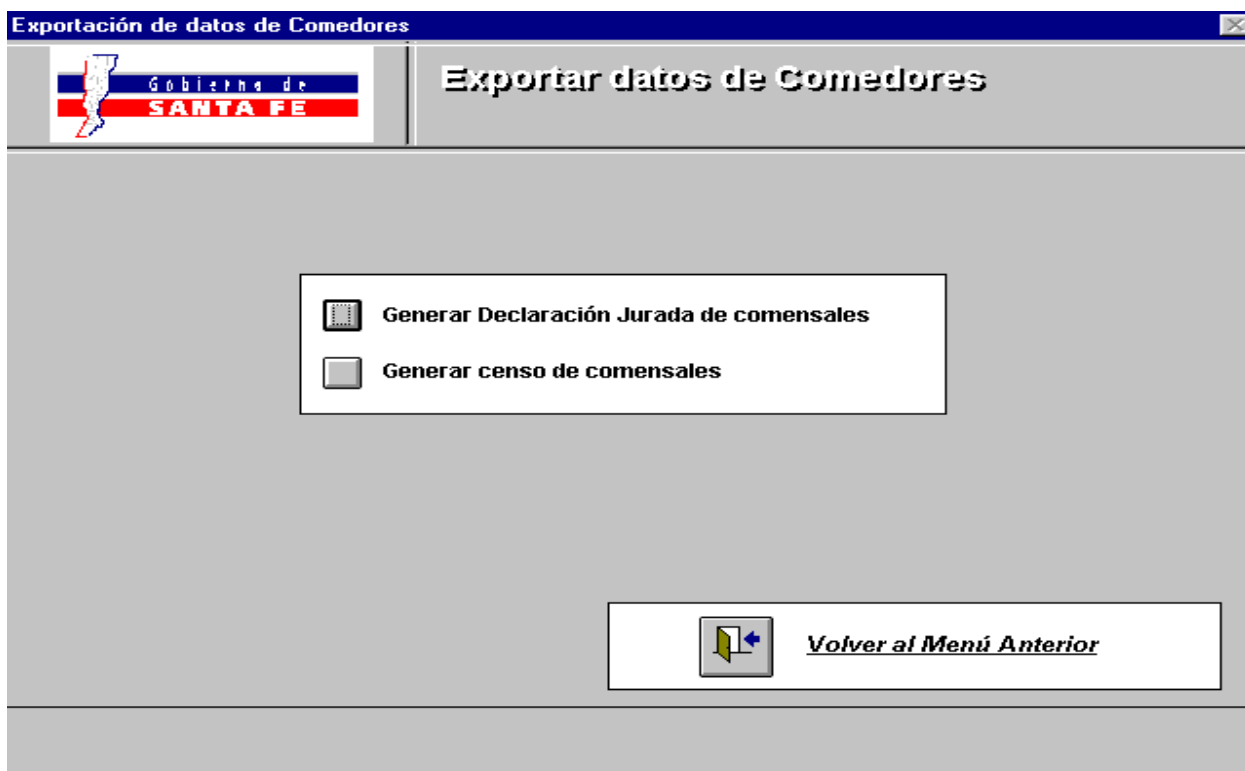 Exportación de datos de Comedores
Gobierno de
SANTA FE
Exportar datos de Comedores
Generar Declaración Jurada de comensales
Generar censo de comensales
Volver al Menú Anterior